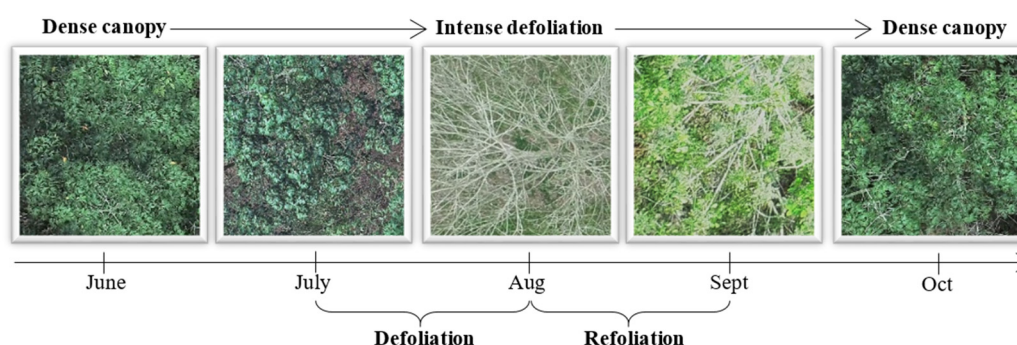 Dense canopy
Intense defoliation
Dense canopy
June
July
Aug
Sept
Oct
Defoliation
Refoliation